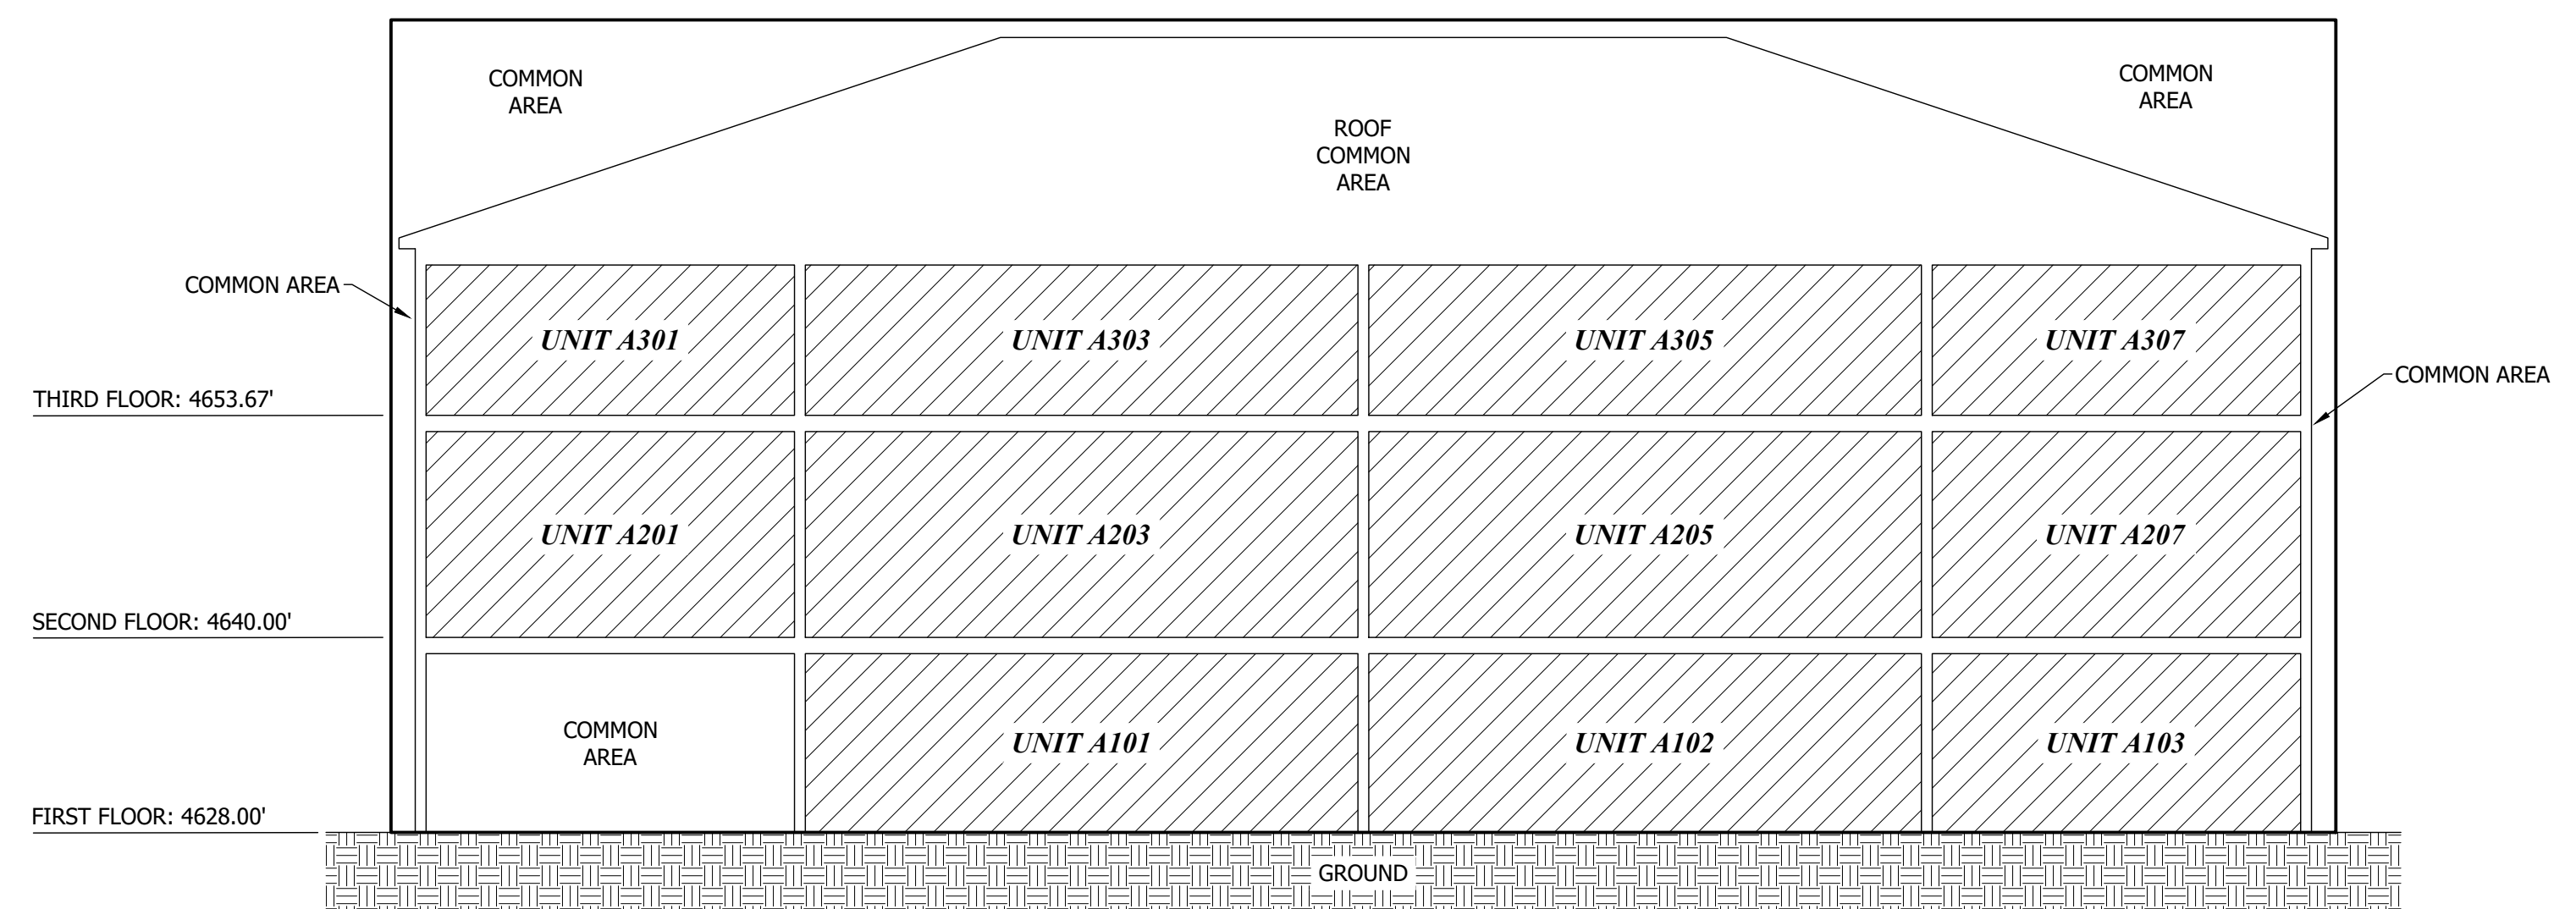 COMMON
AREA
COMMON
AREA
ROOF
COMMON
AREA
COMMON AREA
UNIT A301
UNIT A303
UNIT A305
UNIT A307
COMMON AREA
THIRD FLOOR: 4653.67'
UNIT A201
UNIT A203
UNIT A205
UNIT A207
SECOND FLOOR: 4640.00'
COMMON
AREA
UNIT A101
UNIT A102
UNIT A103
FIRST FLOOR: 4628.00'
GROUND